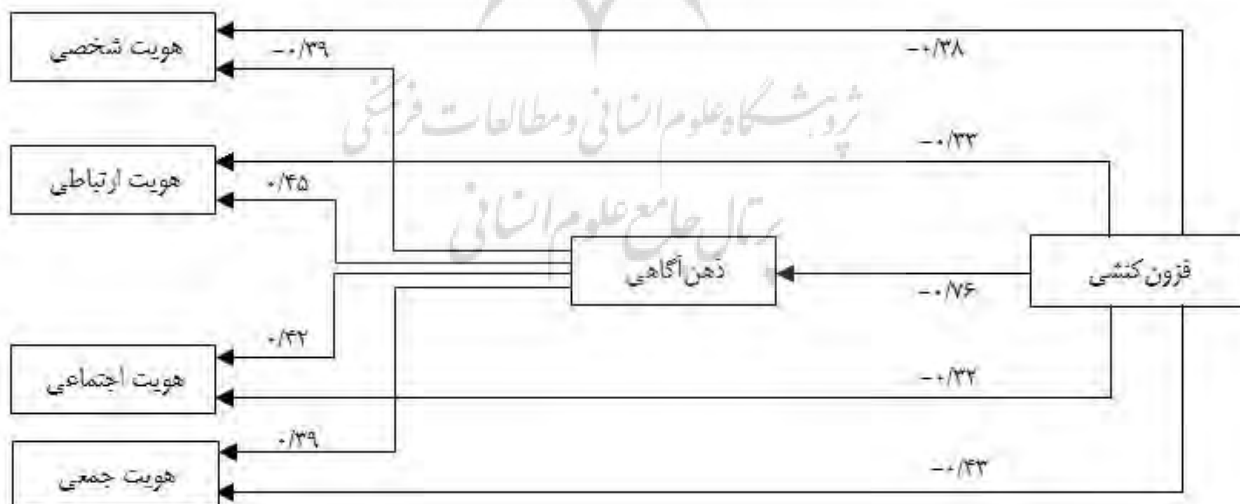 هویت شخصی
-۰/۳۹
-۰/۳۸
پژوهشگاه علوم انسانی و مطالعات فرهنگی
-۰/۳۳
هویت ارتباطی
۰/۴۵
پرتال جامع علوم انسانی
ذهن‌آگاهی
فزون‌کنشی
-۰/۷۶
۰/۴۲
هویت اجتماعی
-۰/۳۲
۰/۳۹
هویت جمعی
-۰/۴۳